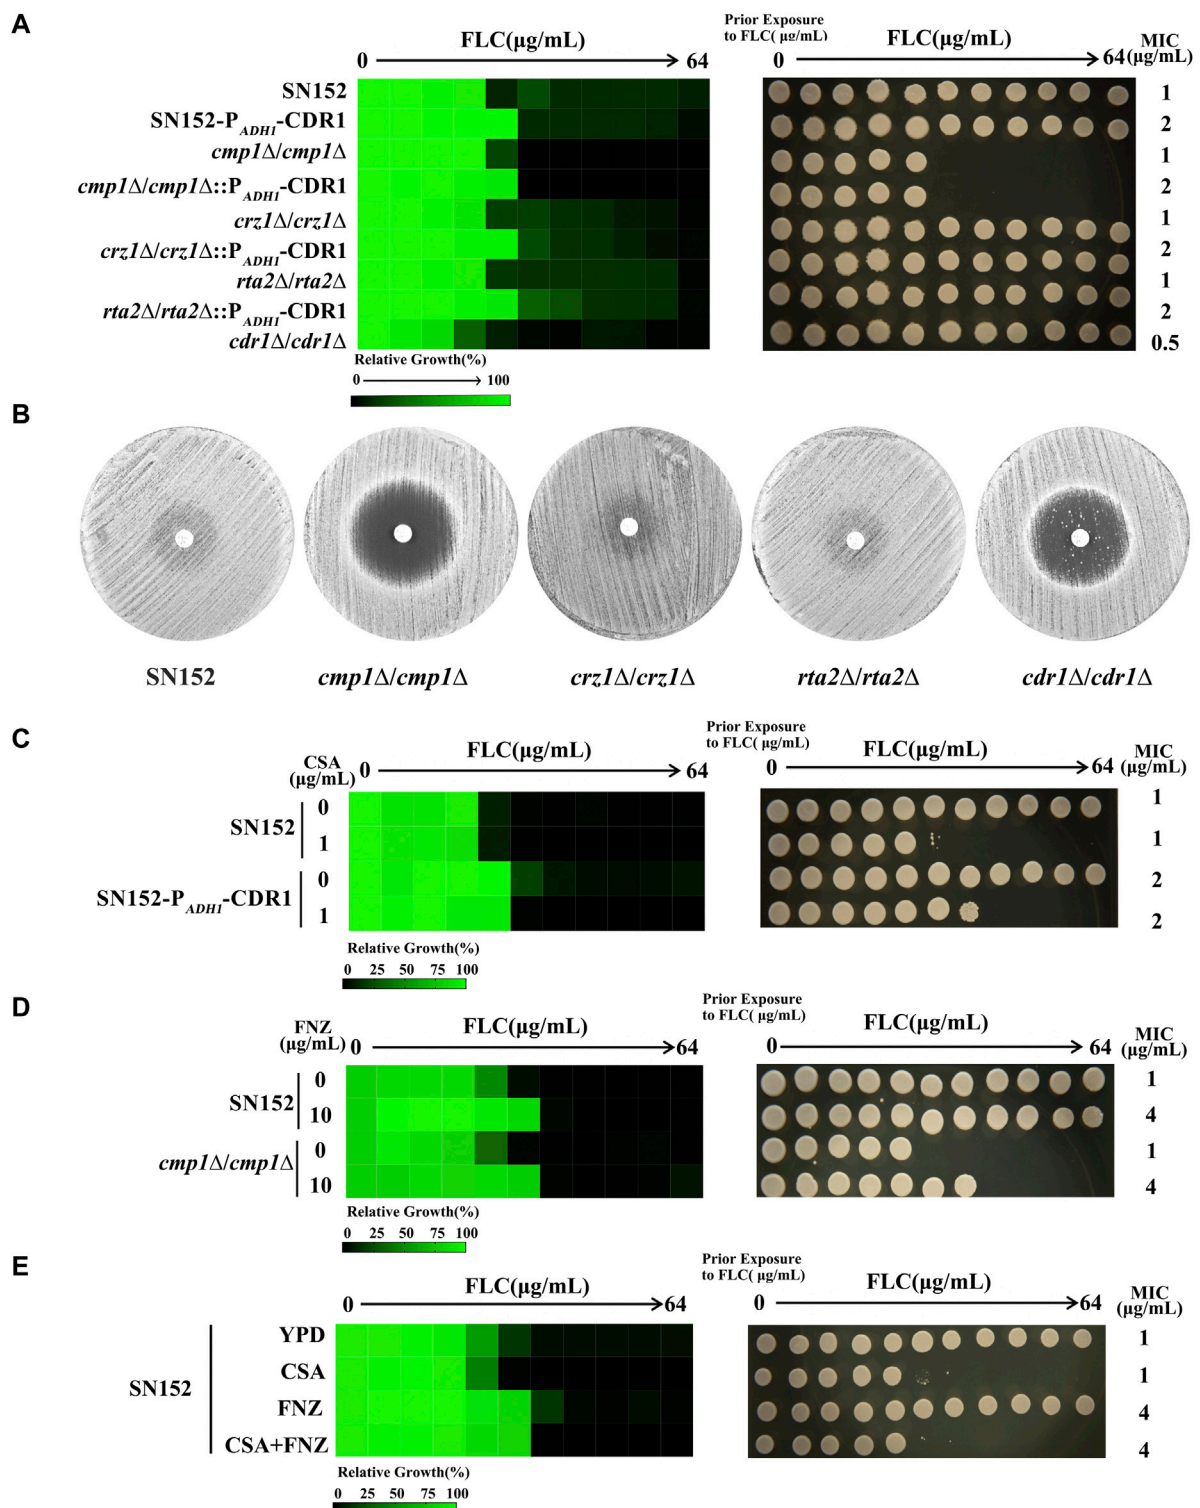 A
FLC(μg/mL)
0 64
Prior Exposure
to FLC( μg/mL)
FLC(μg/mL)
0 64
MIC
(μg/mL)
SN152 1
SN152-PADH1-CDR1 2
cmp1Δ/cmp1Δ 1
cmp1Δ/cmp1Δ::PADH1-CDR1 2
crz1Δ/crz1Δ 1
crz1Δ/crz1Δ::PADH1-CDR1 2
rta2Δ/rta2Δ 1
rta2Δ/rta2Δ::PADH1-CDR1 2
cdr1Δ/cdr1Δ 0.5
Relative Growth(%)
0 100
B
SN152 cmp1Δ/cmp1Δ crz1Δ/crz1Δ rta2Δ/rta2Δ cdr1Δ/cdr1Δ
C
CSA
(μg/mL)
FLC(μg/mL)
0 64
Prior Exposure
to FLC( μg/mL)
FLC(μg/mL)
0 64
MIC
(μg/mL)
SN152
0 1
1 1
SN152-PADH1-CDR1
0 2
1 2
Relative Growth(%)
0 25 50 75 100
D
FNZ
(μg/mL)
FLC(μg/mL)
0 64
Prior Exposure
to FLC( μg/mL)
FLC(μg/mL)
0 64
MIC
(μg/mL)
SN152
0 1
10 4
cmp1Δ/cmp1Δ
0 1
10 4
Relative Growth(%)
0 25 50 75 100
E
FLC(μg/mL)
0 64
Prior Exposure
to FLC( μg/mL)
FLC(μg/mL)
0 64
MIC
(μg/mL)
SN152
YPD 1
CSA 1
FNZ 4
CSA+FNZ 4
Relative Growth(%)
0 25 50 75 100